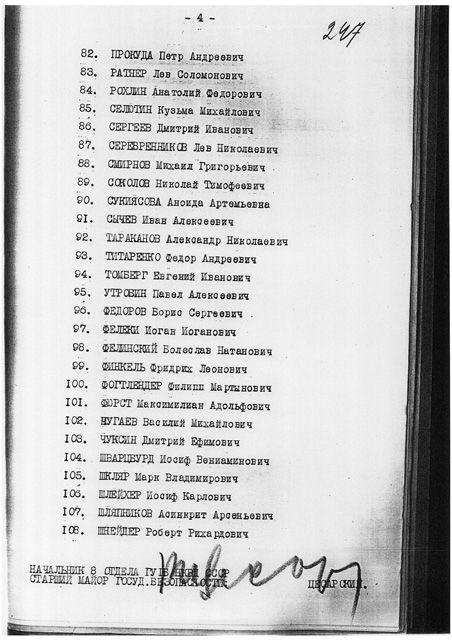 - 4 -
247
82. ПРОКУДА Петр Андреевич
83. РАТНЕР Лев Соломонович
84. РОХЛИН Анатолий Федорович
85. СЕЛЮТИН Кузьма Михайлович
86. СЕРГЕЕВ Дмитрий Иванович
87. СЕРЕБРЕННИКОВ Лев Николаевич
88. СМИРНОВ Михаил Григорьевич
89. СОКОЛОВ Николай Тимофеевич
90. СУКИЯСОВА Аноида Артемьевна
91. СЫЧЕВ Иван Алексеевич
92. ТАРАКАНОВ Александр Николаевич
93. ТИТАРЕНКО Федор Андреевич
94. ТОМБЕРГ Евгений Иванович
95. УТРОБИН Павел Алексеевич
96. ФЕДОРОВ Борис Сергеевич
97. ФЕЛЕКИ Иоган Иоганович
98. ФЕЛИНСКИЙ Болеслав Натанович
99. ФИНКЕЛЬ Фридрих Леонович
100. ФОГТЛЕНДЕР Филипп Мартынович
101. ФЮРСТ Максимилиан Адольфович
102. ЧУГАЕВ Василий Михайлович
103. ЧУКСИН Дмитрий Ефимович
104. ШВАРЦБУРД Иосиф Вениаминович
105. ШКЛЯР Марк Владимирович
106. ШЛЕЙХЕР Иосиф Карлович
107. ШЛЯПНИКОВ Асинкрит Арсеньевич
108. ШНЕЙДЕР Роберт Рихардович
НАЧАЛЬНИК 8 ОТДЕЛА ГУГБ НКВД СССР
СТАРШИЙ МАЙОР ГОСУД.БЕЗОПАСНОСТИ: ЦЕСАРСКИЙ.